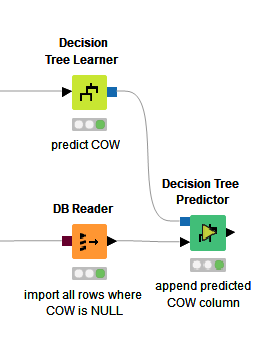 Decision
Tree Learner
predict COW
DB Reader
import all rows where
COW is NULL
Decision Tree
Predictor
append predicted
COW column